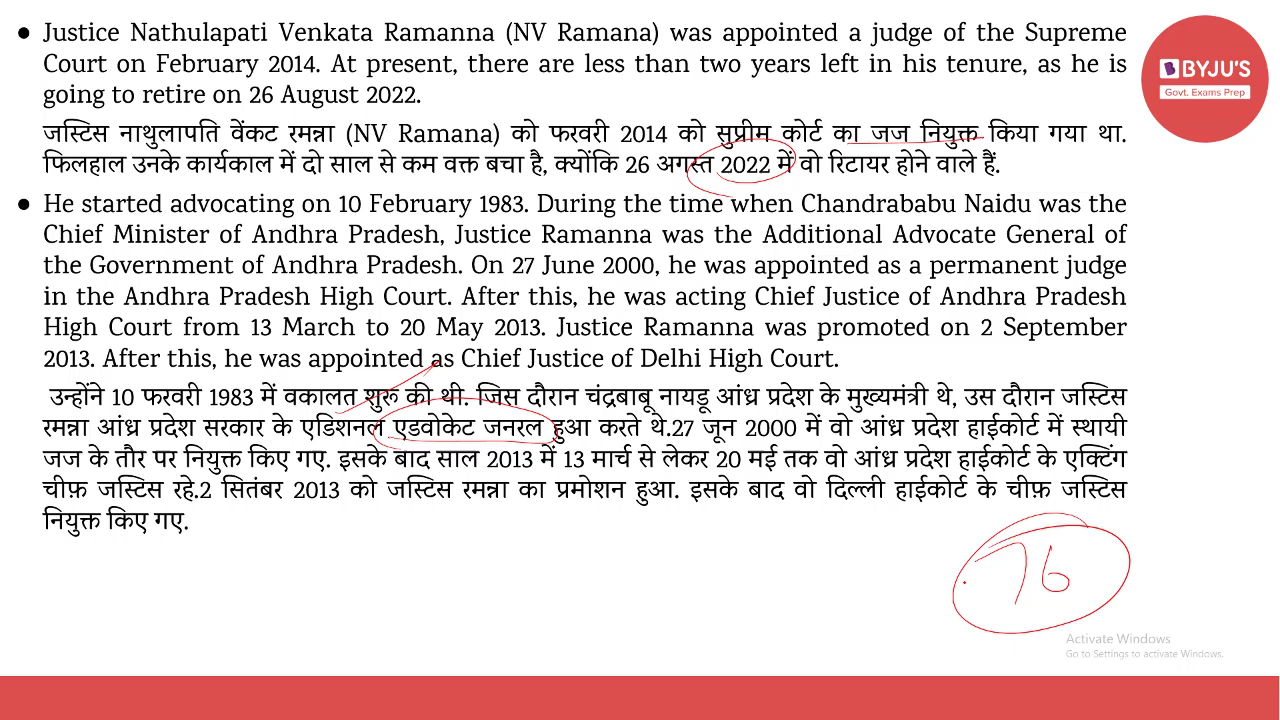 ● Justice Nathulapati Venkata Ramanna (NV Ramana) was appointed a judge of the Supreme
Court on February 2014. At present, there are less than two years left in his tenure, as he is
going to retire on 26 August 2022.
जस्टिस नाथुलापति वेंकट रमन्ना (NV Ramana) को फरवरी 2014 को सुप्रीम कोर्ट का जज नियुक्त किया गया था.
फिलहाल उनके कार्यकाल में दो साल से कम वक्त बचा है, क्योंकि 26 अगस्त 2022 में वो रिटायर होने वाले हैं.
● He started advocating on 10 February 1983. During the time when Chandrababu Naidu was the
Chief Minister of Andhra Pradesh, Justice Ramanna was the Additional Advocate General of
the Government of Andhra Pradesh. On 27 June 2000, he was appointed as a permanent judge
in the Andhra Pradesh High Court. After this, he was acting Chief Justice of Andhra Pradesh
High Court from 13 March to 20 May 2013. Justice Ramanna was promoted on 2 September
2013. After this, he was appointed as Chief Justice of Delhi High Court.
उन्होंने 10 फरवरी 1983 में वकालत शुरू की थी. जिस दौरान चंद्रबाबू नायडू आंध्र प्रदेश के मुख्यमंत्री थे, उस दौरान जस्टिस
रमन्ना आंध्र प्रदेश सरकार के एडिशनल एडवोकेट जनरल हुआ करते थे.27 जून 2000 में वो आंध्र प्रदेश हाईकोर्ट में स्थायी
जज के तौर पर नियुक्त किए गए. इसके बाद साल 2013 में 13 मार्च से लेकर 20 मई तक वो आंध्र प्रदेश हाईकोर्ट के एक्टिंग
चीफ़ जस्टिस रहे.2 सितंबर 2013 को जस्टिस रमन्ना का प्रमोशन हुआ. इसके बाद वो दिल्ली हाईकोर्ट के चीफ़ जस्टिस
नियुक्त किए गए.
76
BYJU'S
Govt. Exams Prep
Activate Windows
Go to Settings to activate Windows.